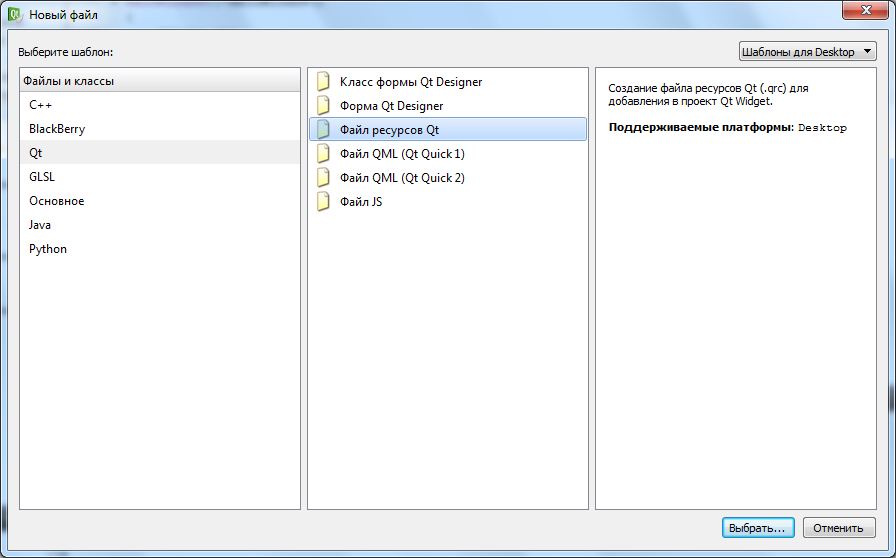 Новый файл
Выберите шаблон:
Шаблоны для Desktop
Файлы и классы
C++
BlackBerry
Qt
GLSL
Основное
Java
Python
Класс формы Qt Designer
Форма Qt Designer
Файл ресурсов Qt
Файл QML (Qt Quick 1)
Файл QML (Qt Quick 2)
Файл JS
Создание файла ресурсов Qt (.qrc) для
добавления в проект Qt Widget.
Поддерживаемые платформы: Desktop
Выбрать...
Отменить